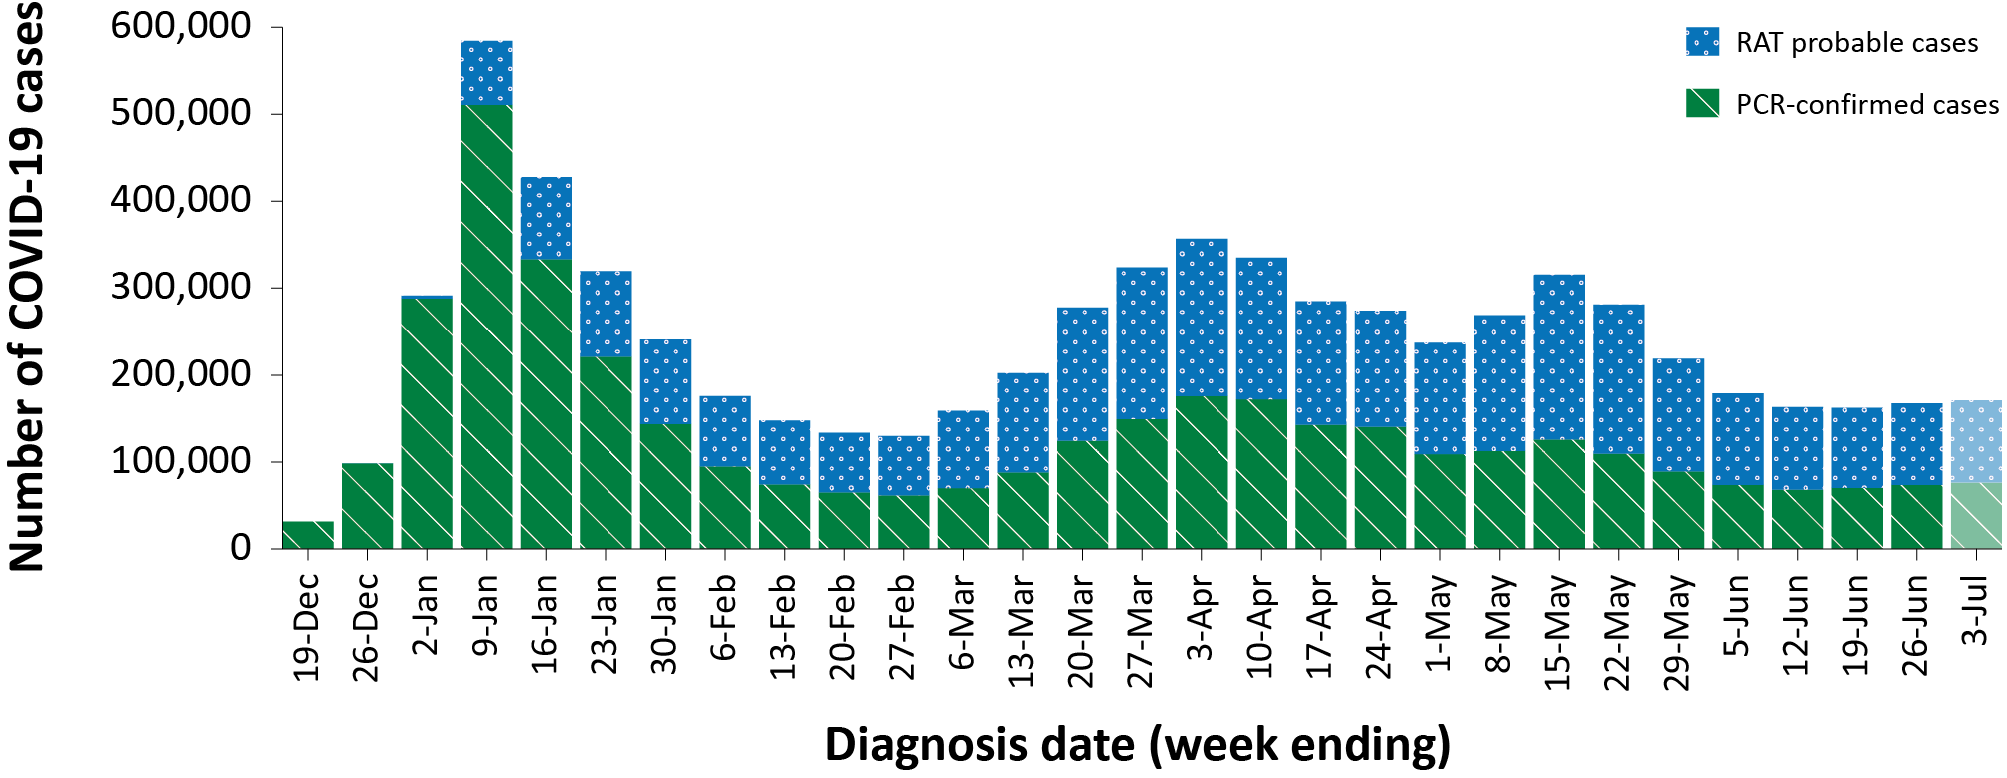 Number of COVID-19 cases
600,000
500,000
400,000
300,000
200,000
100,000
0
RAT probable cases
PCR-confirmed cases
19-Dec
26-Dec
2-Jan
9-Jan
16-Jan
23-Jan
30-Jan
6-Feb
13-Feb
20-Feb
27-Feb
6-Mar
13-Mar
20-Mar
27-Mar
3-Apr
10-Apr
17-Apr
24-Apr
1-May
8-May
15-May
22-May
29-May
5-Jun
12-Jun
19-Jun
26-Jun
3-Jul
Diagnosis date (week ending)